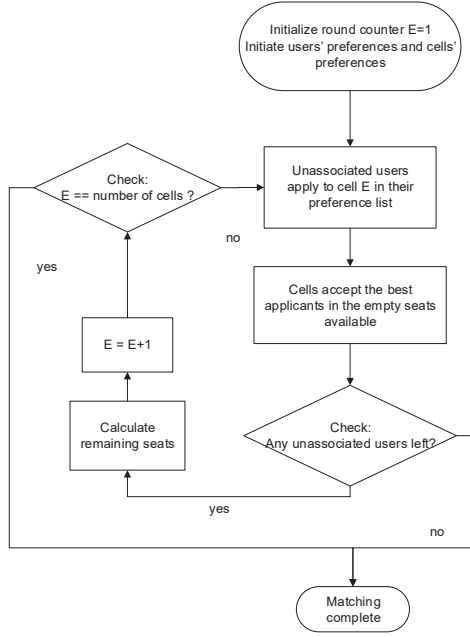 Initialize round counter E=1
Initiate users’ preferences and cells’
preferences
Check:
E == number of cells ?
Unassociated users
apply to cell E in their
preference list
no
yes
Cells accept the best
applicants in the empty seats
available
E = E+1
Calculate
remaining seats
Check:
Any unassociated users left?
yes
no
Matching
complete